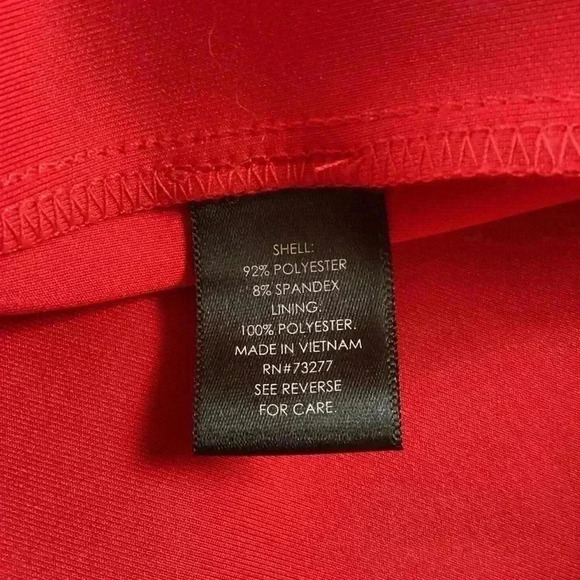 SHELL:
92% POLYESTER
8% SPANDEX
LINING.
100% POLYESTER.
MADE IN VIETNAM
RN#73277
SEE REVERSE
FOR CARE.